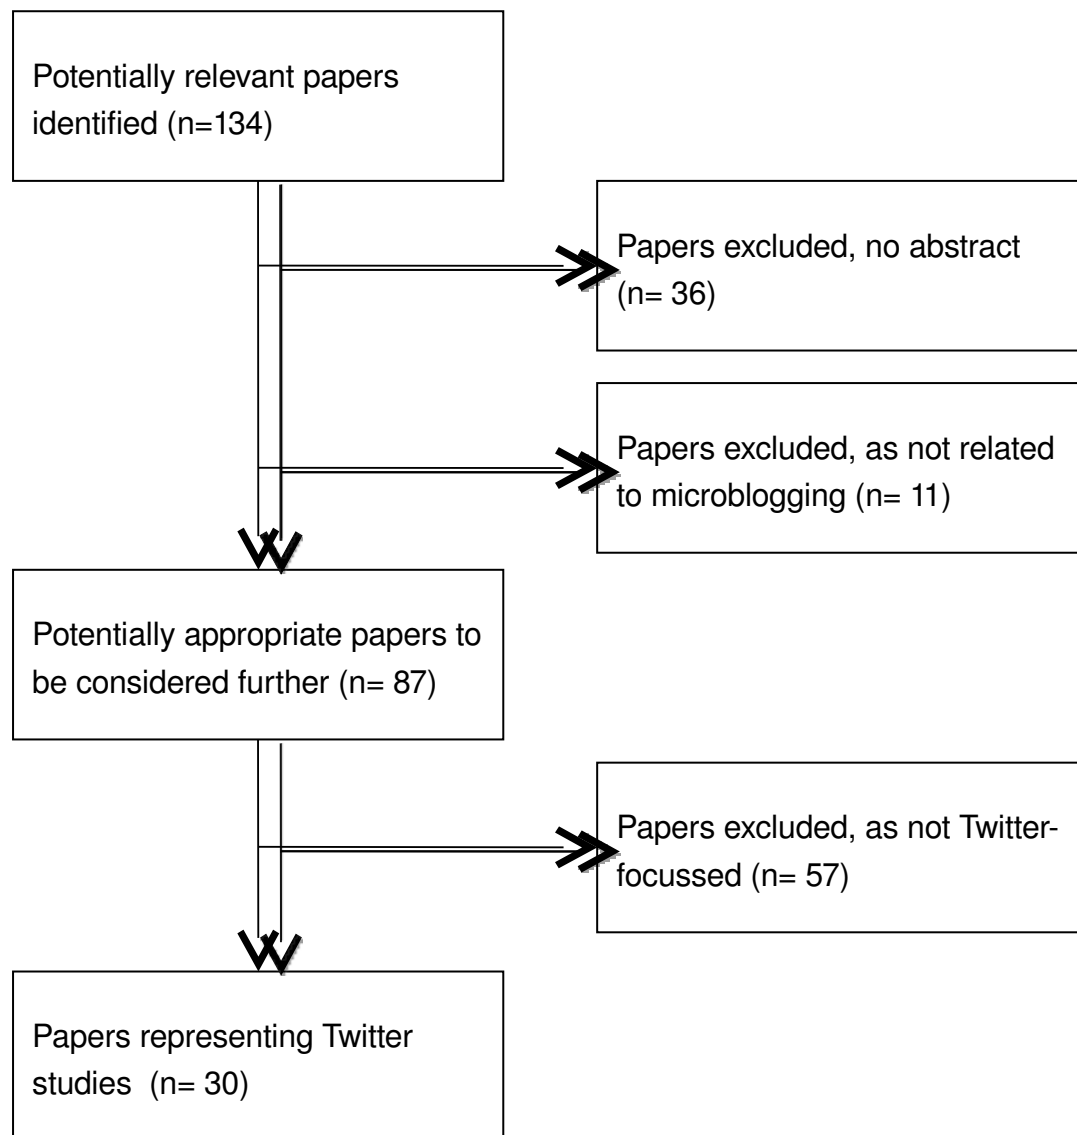 Potentially relevant papers
identified (n=134)
Papers excluded, no abstract
(n= 36)
Papers excluded, as not related
to microblogging (n= 11)
Potentially appropriate papers to
be considered further (n= 87)
Papers excluded, as not Twitter-
focussed (n= 57)
Papers representing Twitter
studies  (n= 30)